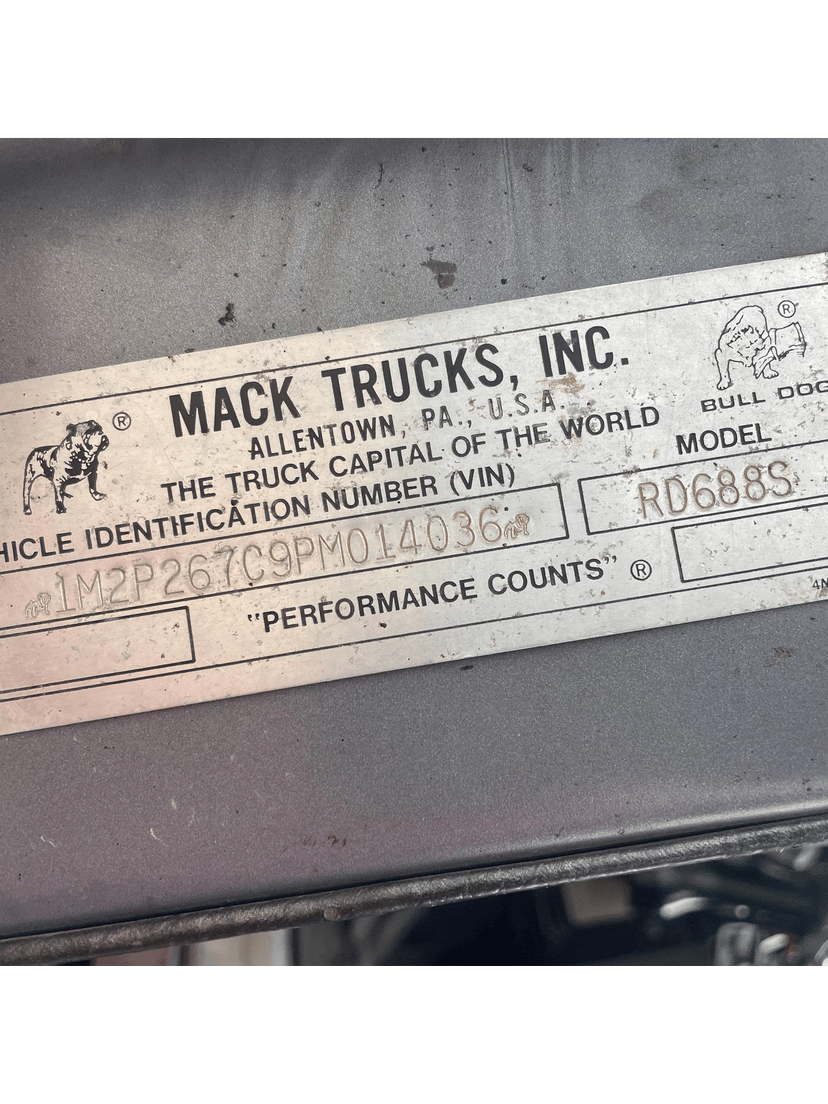 ® MACK TRUCKS, INC. ®
ALLENTOWN, PA., U.S.A.
BULL DOG
THE TRUCK CAPITAL OF THE WORLD
HICLE IDENTIFICATION NUMBER (VIN)
MODEL
1M2P267C9PM014036
RD688S
"PERFORMANCE COUNTS" ®
4M